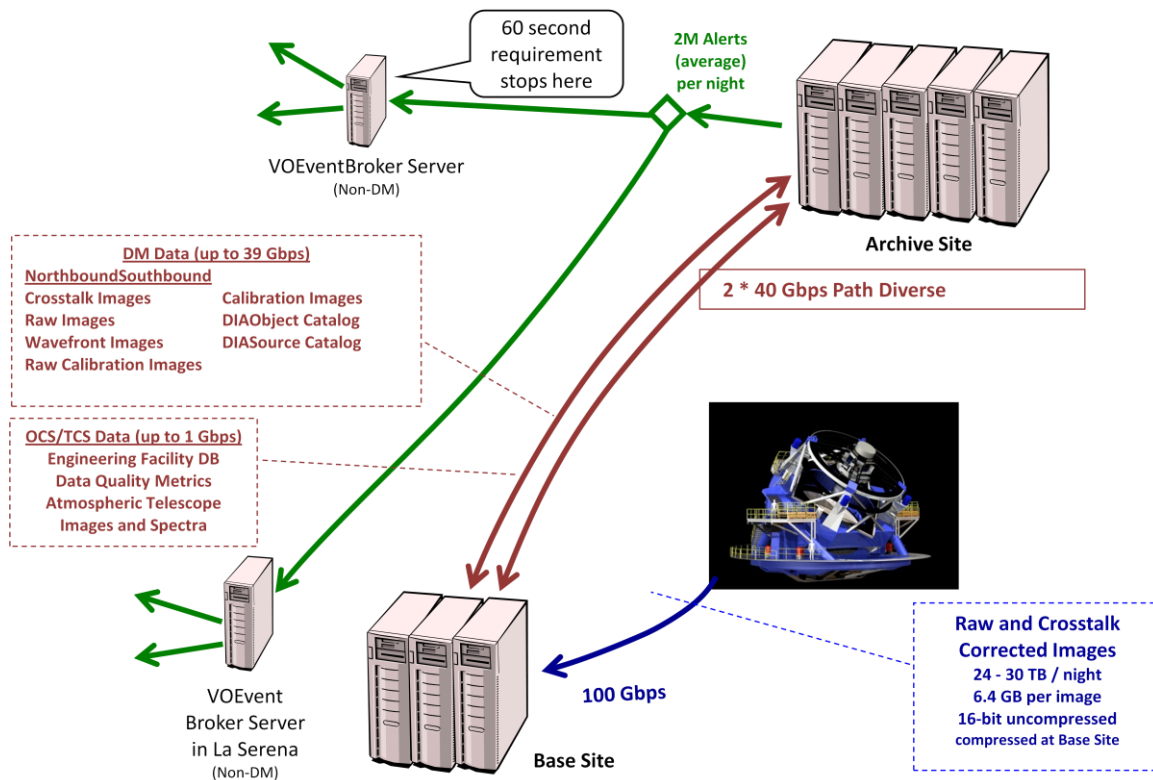 60 second
requirement
stops here
2M Alerts
(average)
per night
VOEventBroker Server
(Non-DM)
Archive Site
DM Data (up to 39 Gbps)
NorthboundSouthbound
Crosstalk Images Calibration Images
Raw Images DIAObject Catalog
Wavefront Images DIASource Catalog
Raw Calibration Images
2 * 40 Gbps Path Diverse
OCS/TCS Data (up to 1 Gbps)
Engineering Facility DB
Data Quality Metrics
Atmospheric Telescope
Images and Spectra
VOEvent
Broker Server
in La Serena
(Non-DM)
100 Gbps
Base Site
Raw and Crosstalk
Corrected Images
24 - 30 TB / night
6.4 GB per image
16-bit uncompressed
compressed at Base Site